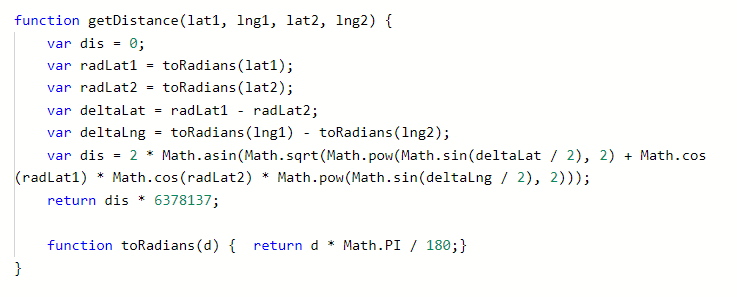 function getDistance(lat1, lng1, lat2, lng2) {
    var dis = 0;
    var radLat1 = toRadians(lat1);
    var radLat2 = toRadians(lat2);
    var deltaLat = radLat1 - radLat2;
    var deltaLng = toRadians(lng1) - toRadians(lng2);
    var dis = 2 * Math.asin(Math.sqrt(Math.pow(Math.sin(deltaLat / 2), 2) + Math.cos
(radLat1) * Math.cos(radLat2) * Math.pow(Math.sin(deltaLng / 2), 2)));
    return dis * 6378137;
    function toRadians(d) {  return d * Math.PI / 180;}
}